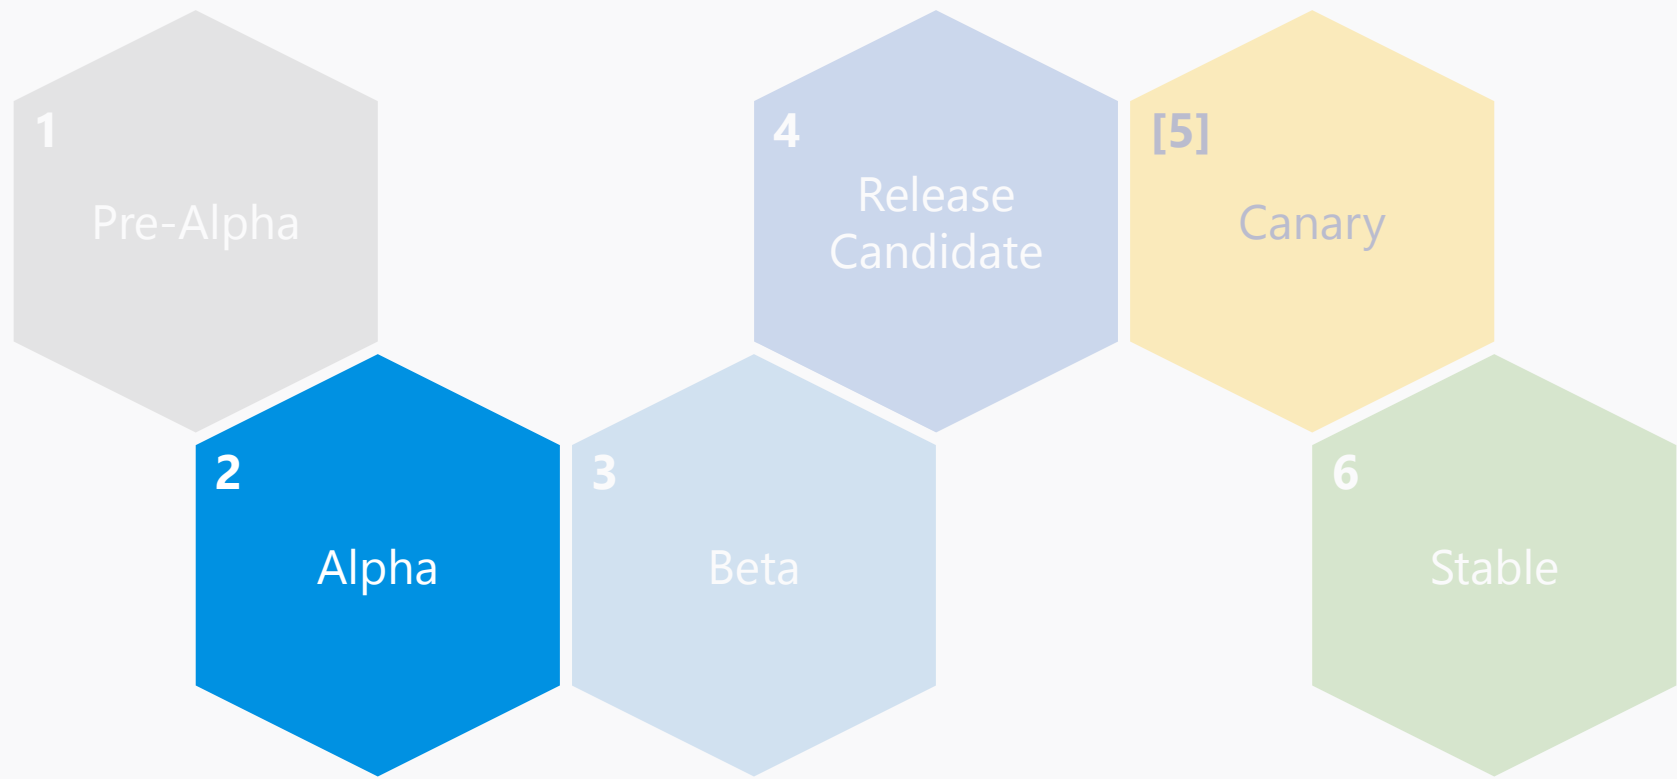 1
Pre-Alpha
2
Alpha
3
Beta
4
Release
Candidate
[5]
Canary
6
Stable